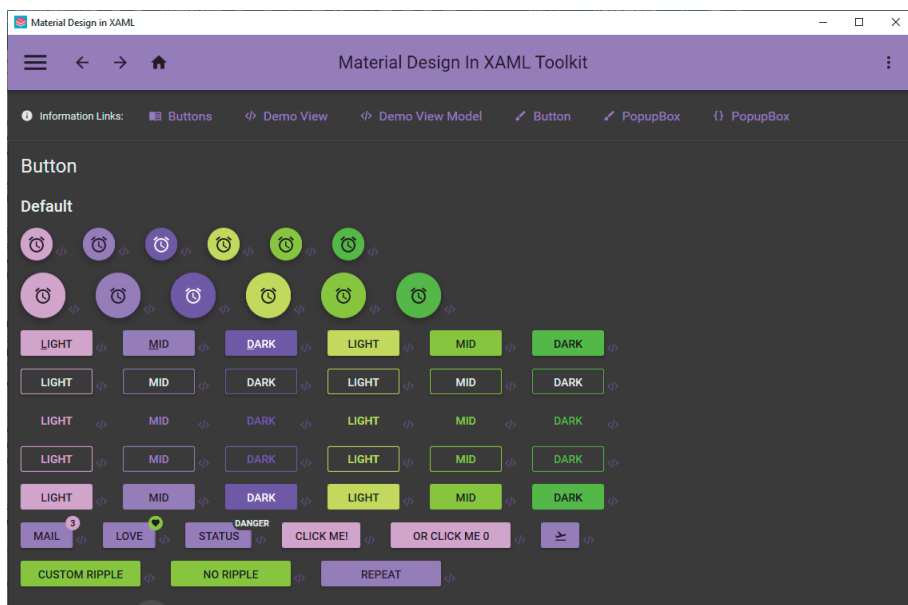 Material Design in XAML
Material Design In XAML Toolkit
Information Links: Buttons </> Demo View </> Demo View Model Button PopupBox {} PopupBox
Button
Default
LIGHT MID DARK LIGHT MID DARK
LIGHT MID DARK LIGHT MID DARK
LIGHT MID DARK LIGHT MID DARK
LIGHT MID DARK LIGHT MID DARK
LIGHT MID DARK LIGHT MID DARK
MAIL 3 LOVE STATUS DANGER CLICK ME! OR CLICK ME 0
CUSTOM RIPPLE NO RIPPLE REPEAT